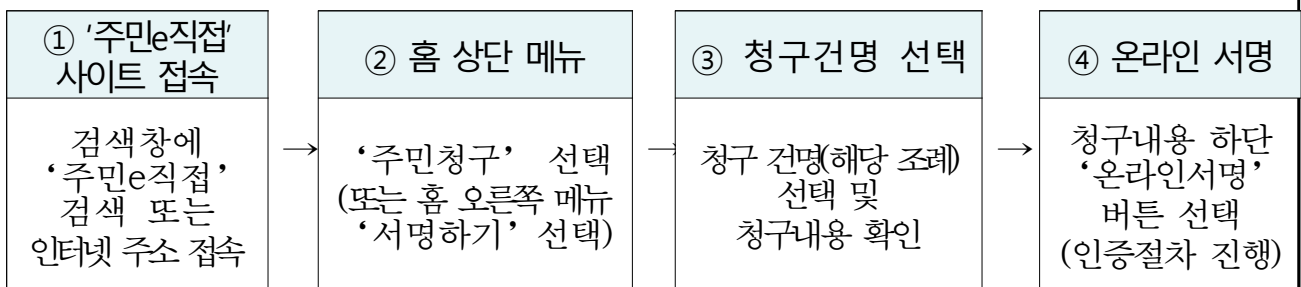 ① '주민e직접'
사이트 접속
검색창에
‘주민e직접’
검색 또는
인터넷 주소 접속
→
② 홈 상단 메뉴
‘주민청구’ 선택
(또는 홈 오른쪽 메뉴
‘서명하기’ 선택)
→
③ 청구건명 선택
청구 건명(해당 조례)
선택 및
청구내용 확인
→
④ 온라인 서명
청구내용 하단
‘온라인서명’
버튼 선택
(인증절차 진행)